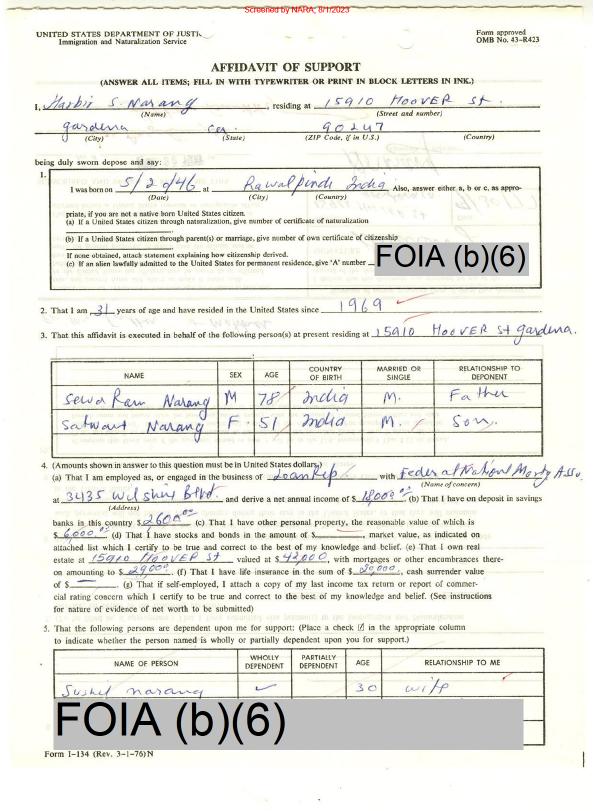 Screened by NARA, 8/1/2023
UNITED STATES DEPARTMENT OF JUSTIC
Immigration and Naturalization Service
Form approved
OMB No. 43-R423
AFFIDAVIT OF SUPPORT
(ANSWER ALL ITEMS; FILL IN WITH TYPEWRITER OR PRINT IN BLOCK LETTERS IN INK.)
I, Harbir S. Narang, residing at 15910 HOOVER St.
(Name) (Street and number)
gardena ca. 90247
(City) (State) (ZIP Code, if in U.S.) (Country)
being duly sworn depose and say:
1.
I was born on 5/20/46 at Rawalpindi India Also, answer either a, b or c, as appro-
(Date) (City) (Country)
priate, if you are not a native born United States citizen.
(a) If a United States citizen through naturalization, give number of certificate of naturalization
(b) If a United States citizen through parent(s) or marriage, give number of own certificate of citizenship
If none obtained, attach statement explaining how citizenship derived.
(c) If an alien lawfully admitted to the United States for permanent residence, give 'A' number
FOIA (b)(6)
2. That I am 31 years of age and have resided in the United States since 1969
3. That this affidavit is executed in behalf of the following person(s) at present residing at 15910 HOOVER St gardena.
NAME SEX AGE COUNTRY OF BIRTH MARRIED OR SINGLE RELATIONSHIP TO DEPONENT
Sewa Ram Narang M 78 India M. Father
Satwant Narang F. 51 India M. Son.
4. (Amounts shown in answer to this question must be in United States dollars)
(a) That I am employed as, or engaged in the business of Loan Rep with Federal National Mortg Asso.
(Name of concern)
at 3435 Wilshire Blvd. and derive a net annual income of $ 18,000.00 (b) That I have on deposit in savings
(Address)
banks in this country $ 2600.00 (c) That I have other personal property, the reasonable value of which is
$ 6,000.00 (d) That I have stocks and bonds in the amount of $ , market value, as indicated on
attached list which I certify to be true and correct to the best of my knowledge and belief. (e) That I own real
estate at 15910 HOOVER St valued at $ 42,000, with mortgages or other encumbrances there-
on amounting to $ 29,000 (f) That I have life insurance in the sum of $ 20,000, cash surrender value
of $ — (g) That if self-employed, I attach a copy of my last income tax return or report of commer-
cial rating concern which I certify to be true and correct to the best of my knowledge and belief. (See instructions
for nature of evidence of net worth to be submitted)
5. That the following persons are dependent upon me for support: (Place a check ☑ in the appropriate column
to indicate whether the person named is wholly or partially dependent upon you for support.)
NAME OF PERSON WHOLLY DEPENDENT PARTIALLY DEPENDENT AGE RELATIONSHIP TO ME
Sushil narang ✓ 30 wife
FOIA (b)(6)
Form I-134 (Rev. 3-1-76)N